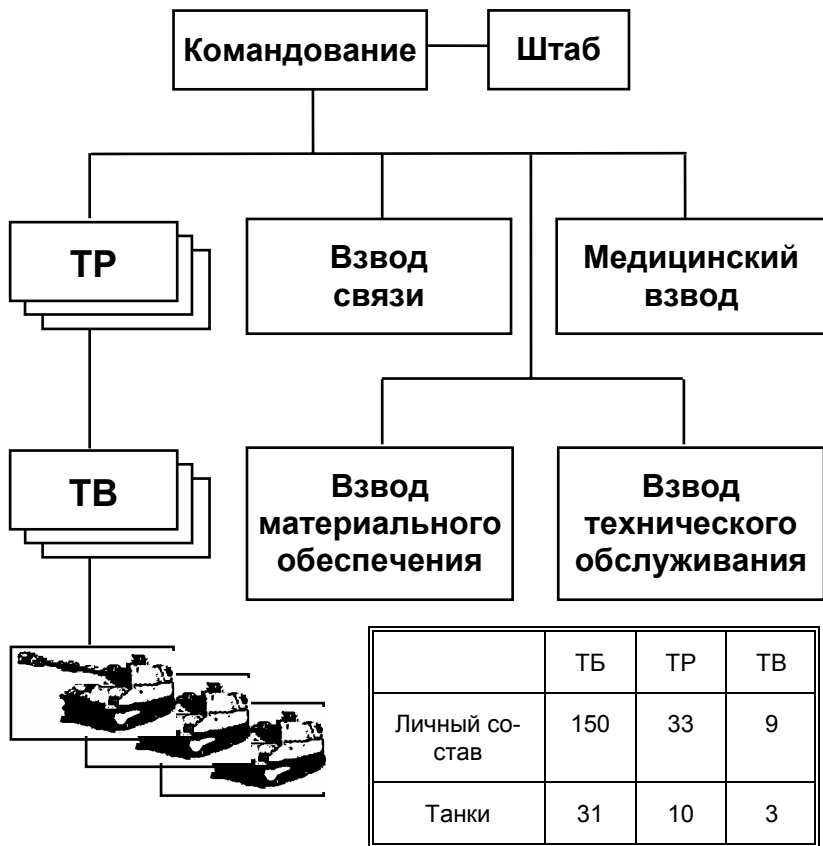 Командование
Штаб
ТР
Взвод
связи
Медицинский
взвод
ТВ
Взвод
материального
обеспечения
Взвод
технического
обслуживания
ТБ ТР ТВ
Личный со-
став 150 33 9
Танки 31 10 3